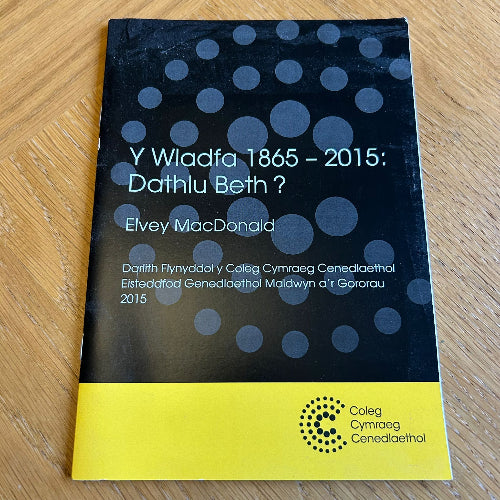 Y Wladfa 1865 – 2015:
Dathlu Beth ?
Elvey MacDonald
Darlith Flynyddol y Coleg Cymraeg Cenedlaethol
Eisteddfod Genedlaethol Maldwyn a'r Gororau
2015
Coleg
Cymraeg
Cenedlaethol